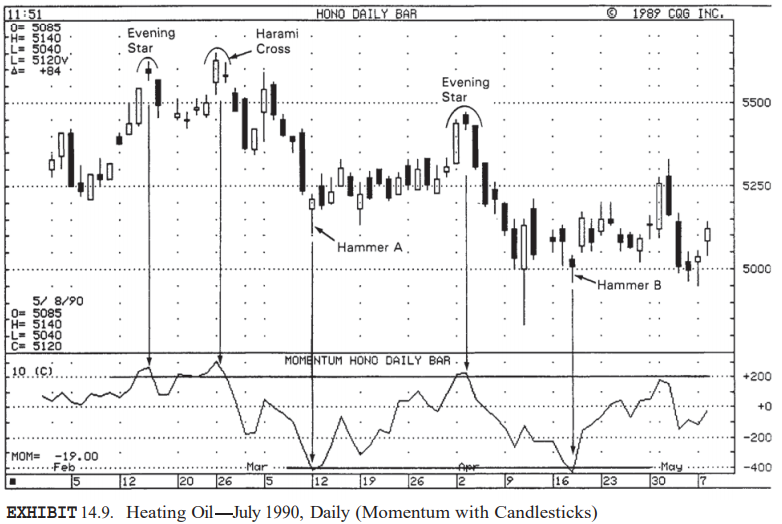 11:51 HONO DAILY BAR © 1989 CQG INC.
O= 5085
H= 5140
L= 5040
L= 5120v
Δ= +84
Evening
Star
Harami
Cross
Evening
Star
5500
5250
Hammer A
5000
Hammer B
5/ 8/90
O= 5085
H= 5140
L= 5040
C= 5120
MOMENTUM HONO DAILY BAR
10 (C)
+200
+0
-200
-400
MOM= -19.00
Feb Mar Apr May
5 12 20 26 5 12 19 26 2 9 16 23 30 7
EXHIBIT 14.9. Heating Oil—July 1990, Daily (Momentum with Candlesticks)